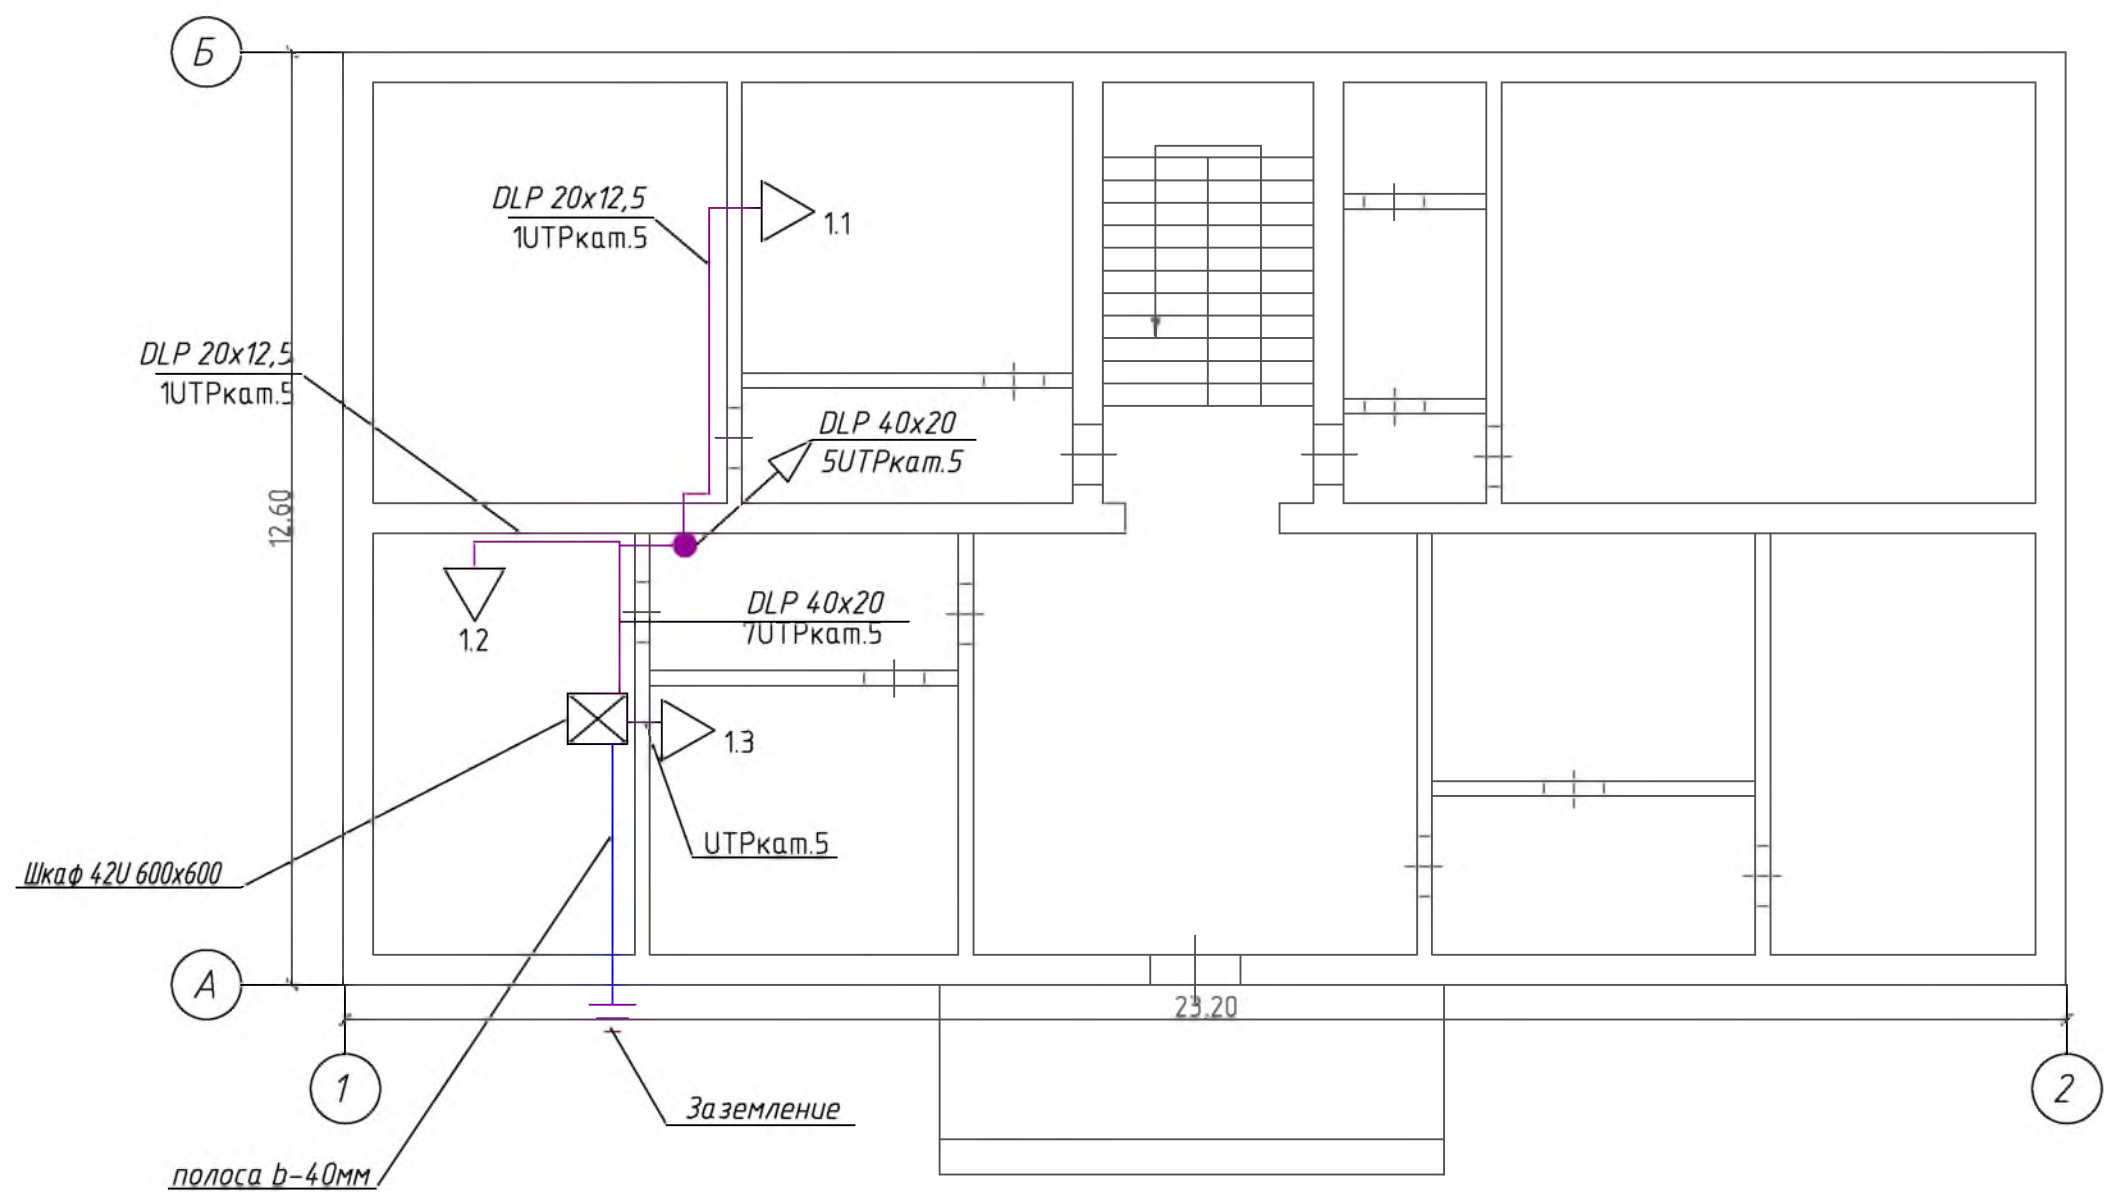 Б
DLP 20x12,5
1UTPкат.5
1.1
DLP 20x12,5
1UTPкат.5
DLP 40x20
5UTPкат.5
12.60
DLP 40x20
7UTPкат.5
1.2
1.3
UTPкат.5
Шкаф 42U 600x600
А
23.20
1
2
Заземление
полоса b-40мм